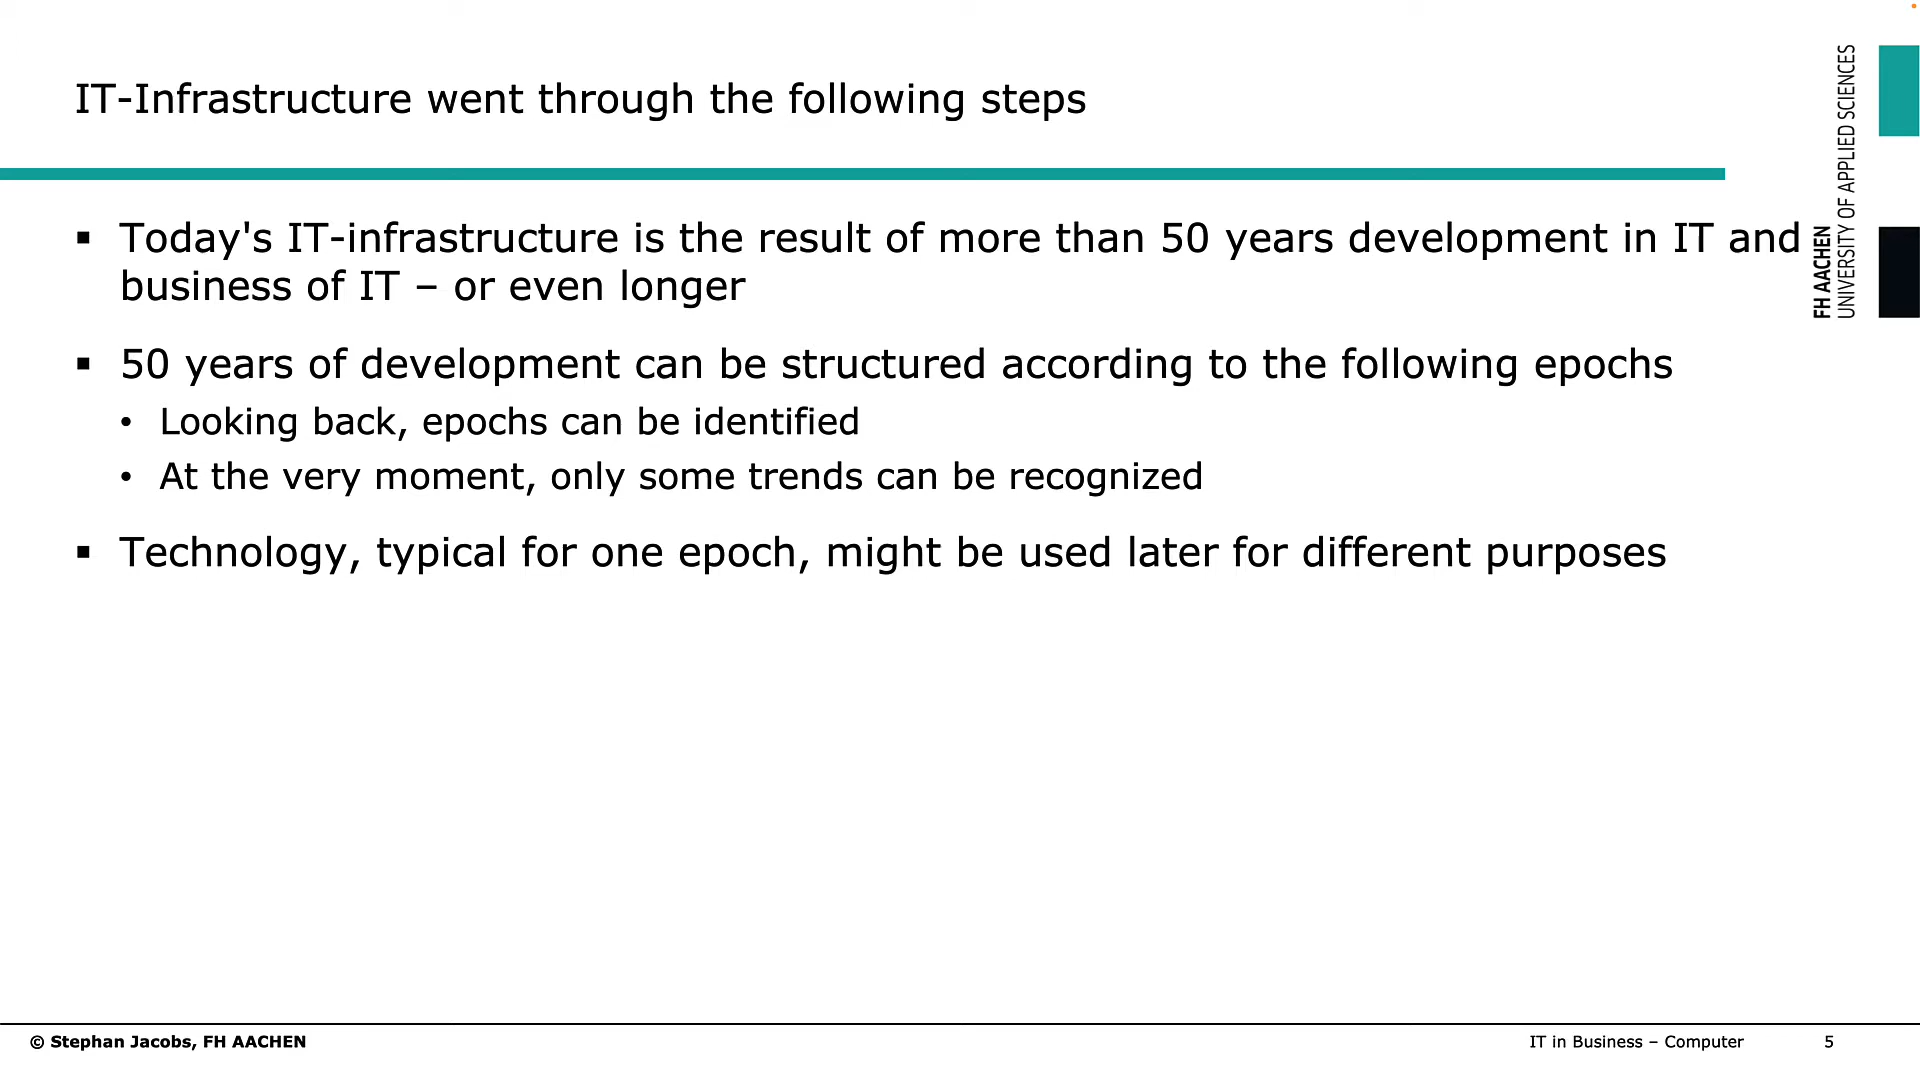 IT-Infrastructure went through the following steps
FH AACHEN
UNIVERSITY OF APPLIED SCIENCES
▪ Today's IT-infrastructure is the result of more than 50 years development in IT and
business of IT – or even longer
▪ 50 years of development can be structured according to the following epochs
• Looking back, epochs can be identified
• At the very moment, only some trends can be recognized
▪ Technology, typical for one epoch, might be used later for different purposes
© Stephan Jacobs, FH AACHEN
IT in Business – Computer
5